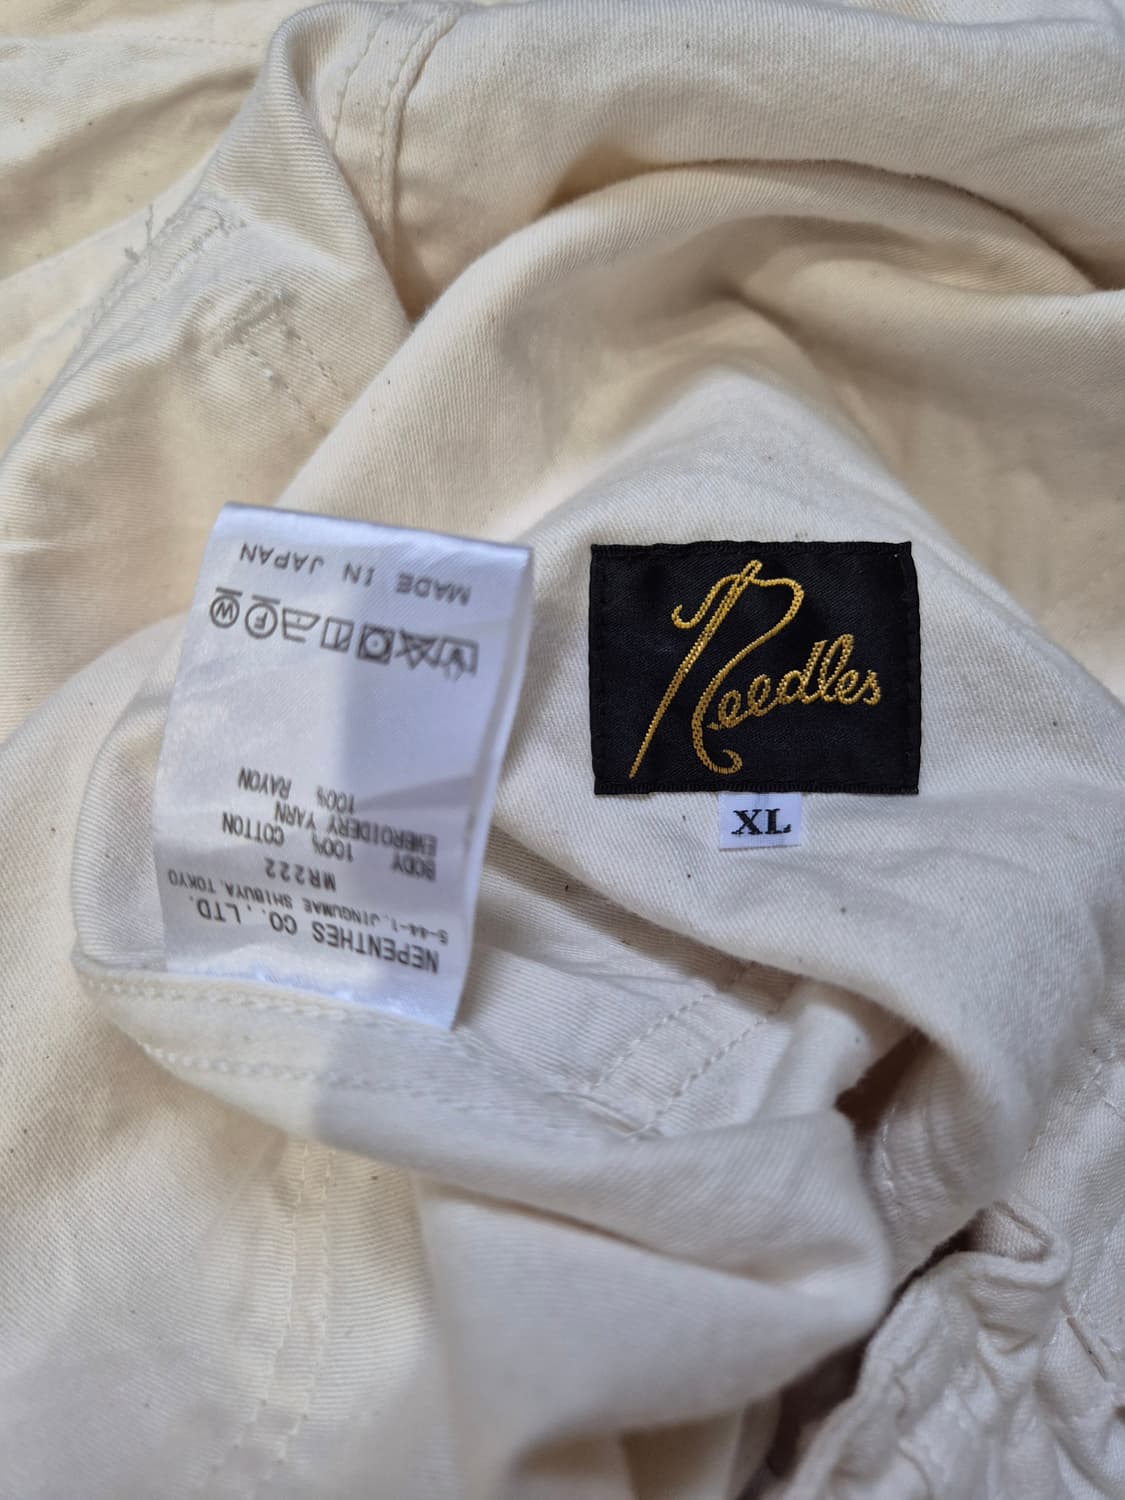 Needles
XL
NEPENTHES CO., LTD.
5-44-1, JINGUMAE SHIBUYA, TOKYO
MR222
BODY 100% COTTON
EMBROIDERY YARN
100% RAYON
W F
MADE IN JAPAN